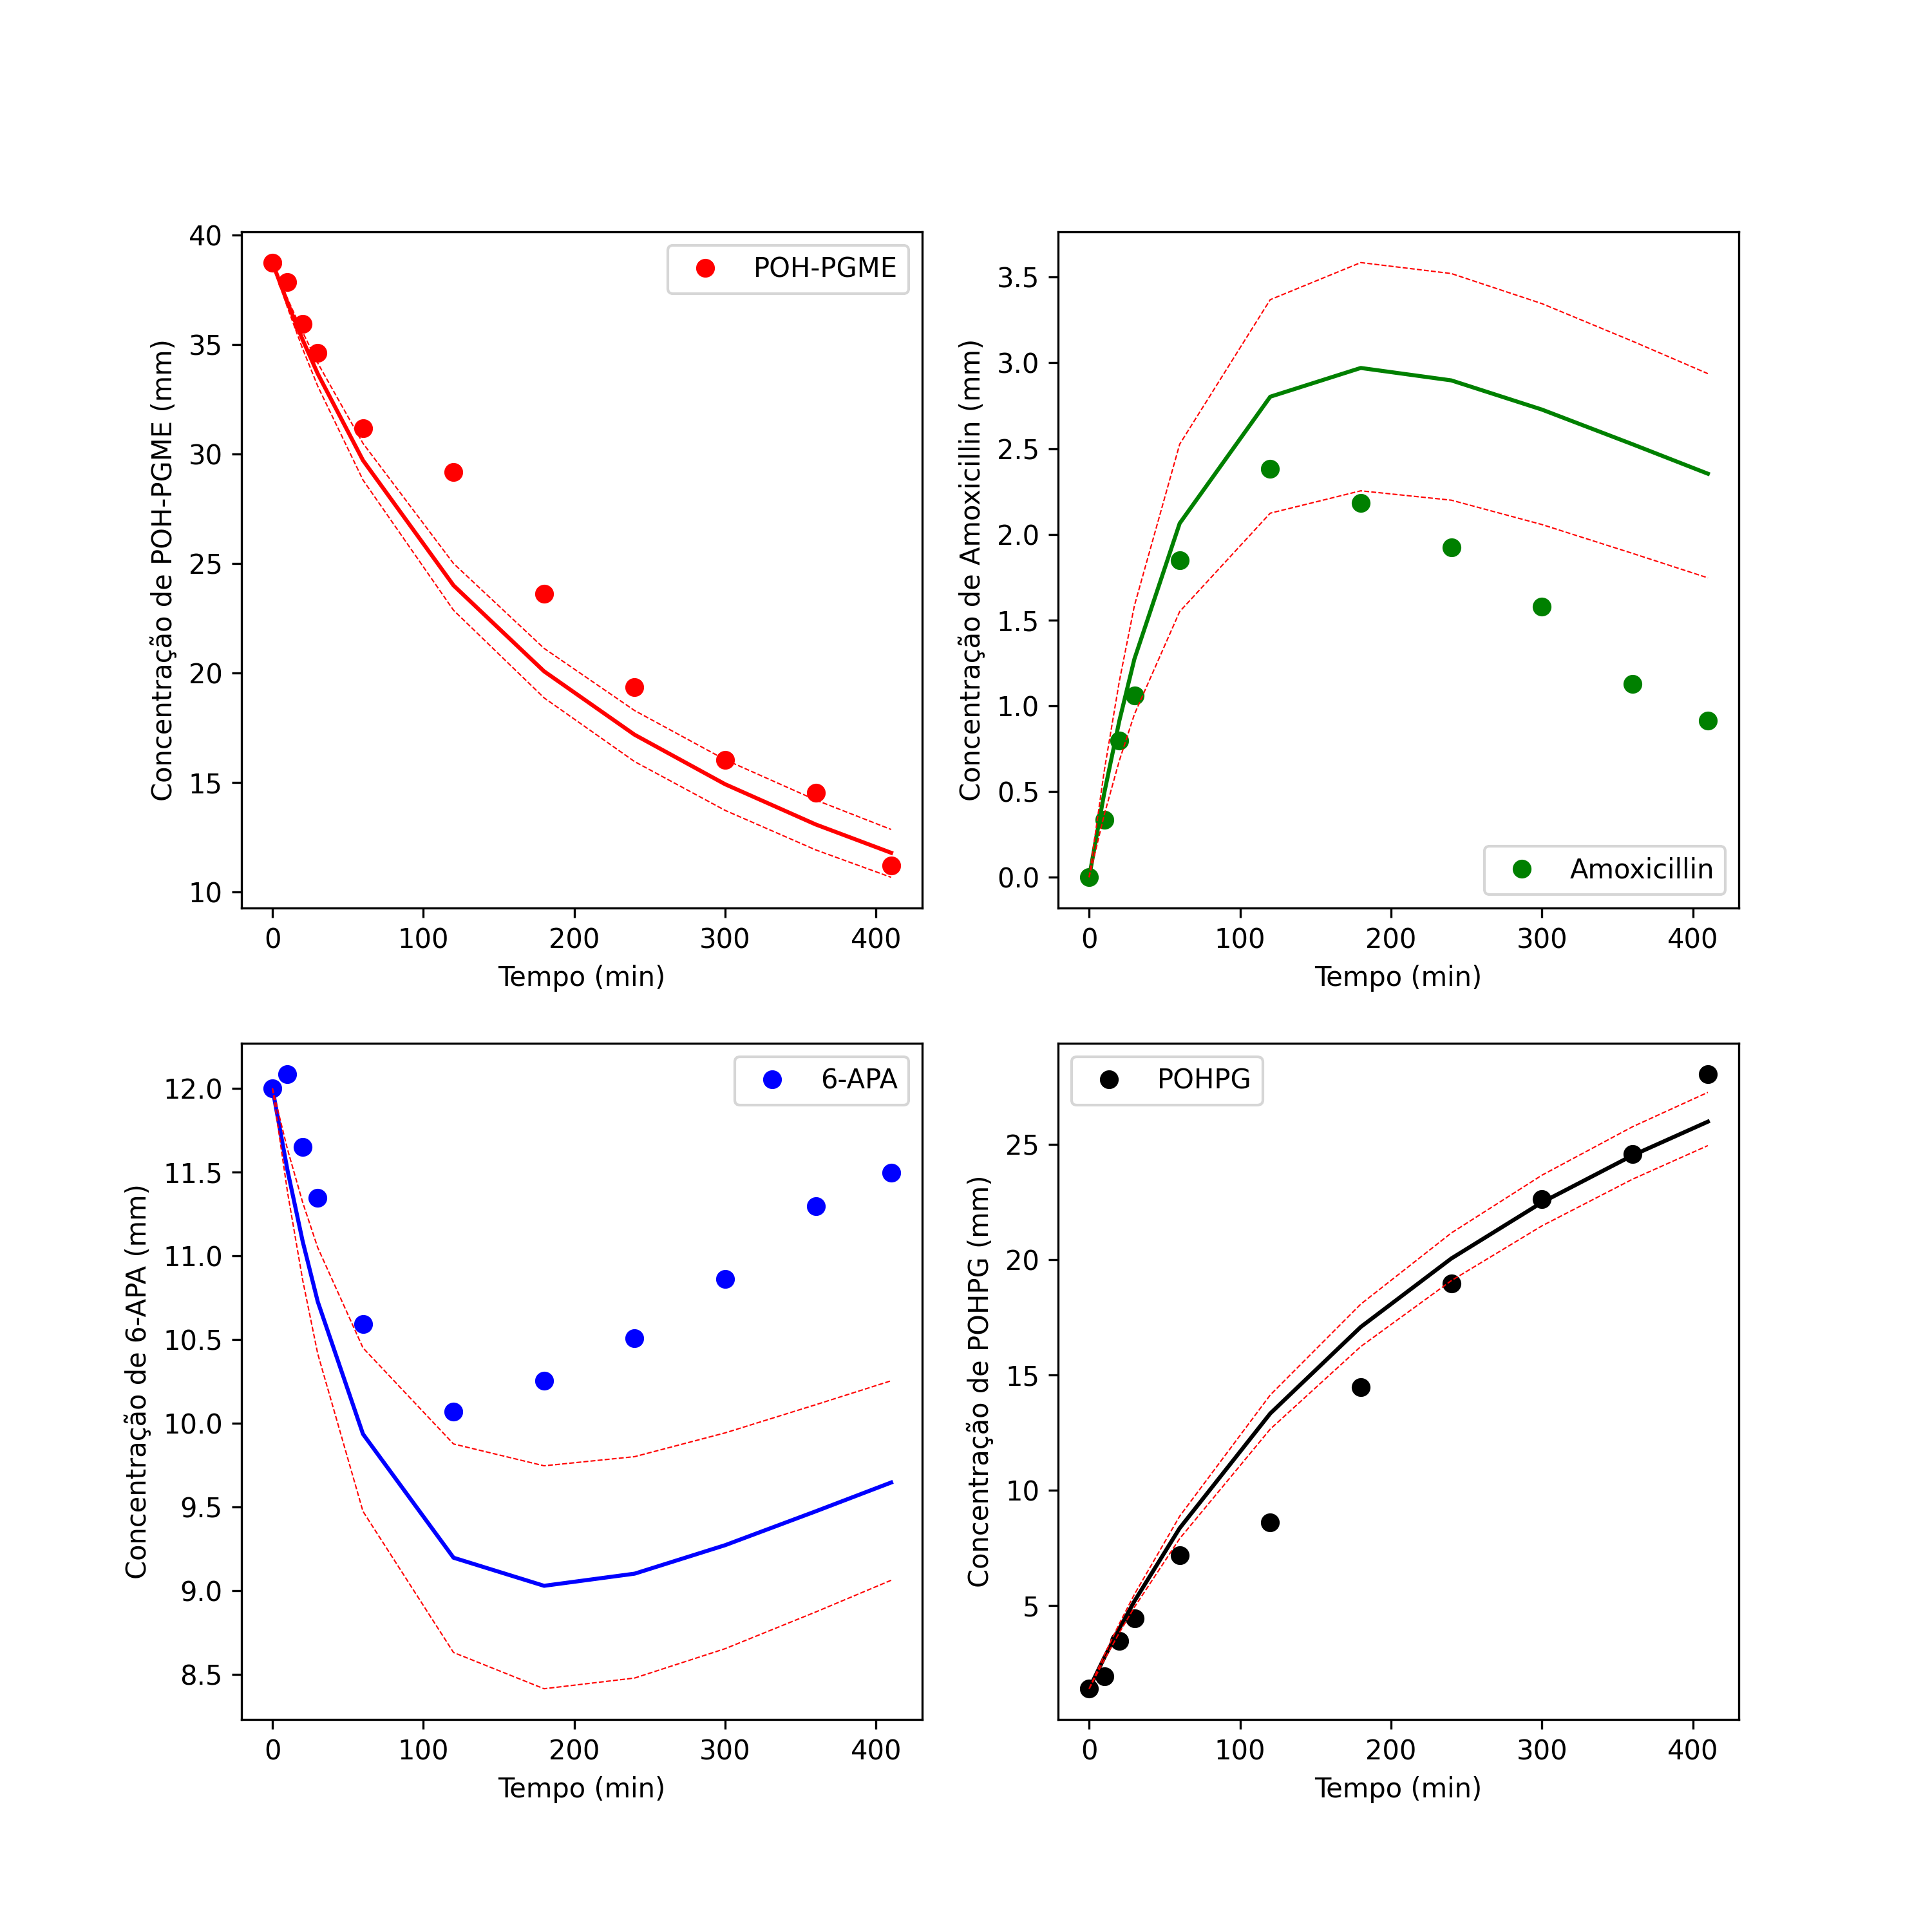 POH-PGME
Concentração de POH-PGME (mm)
40
35
30
25
20
15
10
0 100 200 300 400
Tempo (min)
Amoxicillin
Concentração de Amoxicillin (mm)
3.5
3.0
2.5
2.0
1.5
1.0
0.5
0.0
0 100 200 300 400
Tempo (min)
6-APA
Concentração de 6-APA (mm)
12.0
11.5
11.0
10.5
10.0
9.5
9.0
8.5
0 100 200 300 400
Tempo (min)
POHPG
Concentração de POHPG (mm)
25
20
15
10
5
0 100 200 300 400
Tempo (min)